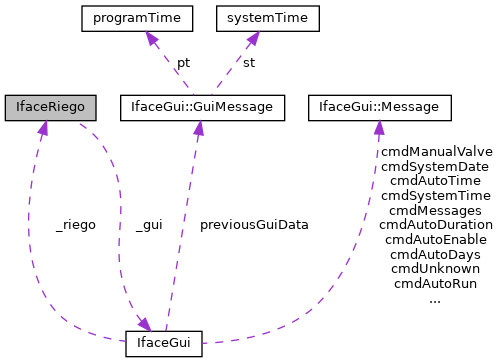 programTime
systemTime
pt
st
IfaceRiego
IfaceGui::GuiMessage
IfaceGui::Message
cmdManualValve
cmdSystemDate
cmdAutoTime
cmdSystemTime
cmdMessages
cmdAutoDuration
cmdAutoEnable
cmdAutoDays
cmdUnknown
cmdAutoRun
...
_riego
_gui
previousGuiData
IfaceGui